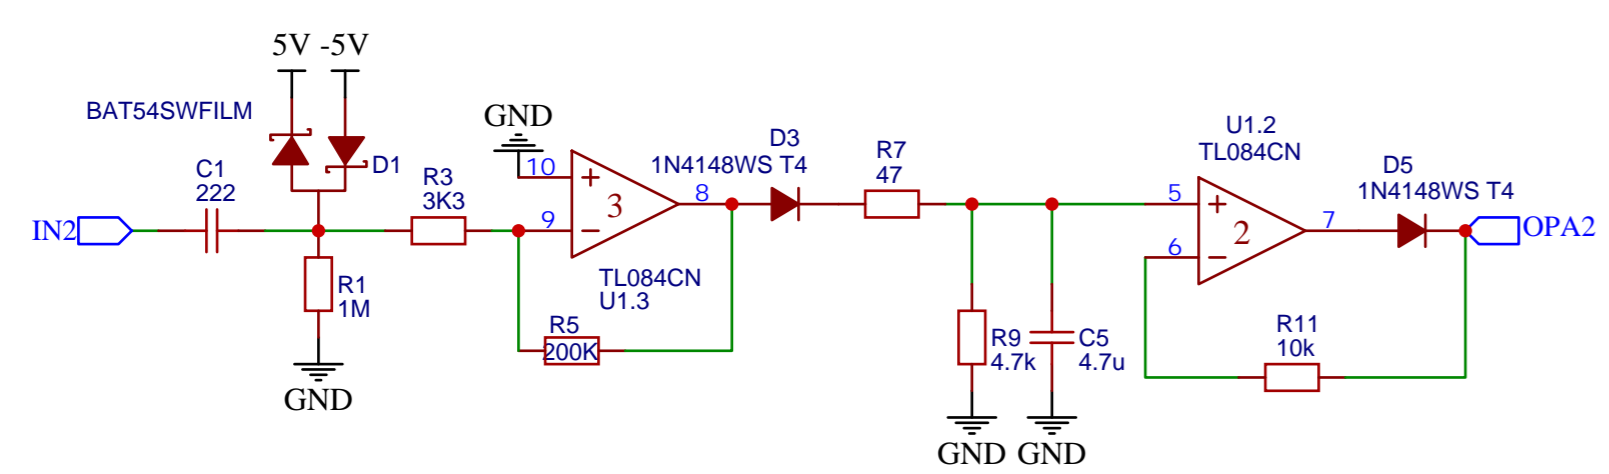 5V -5V
BAT54SWFILM
D1
C1
222
IN2
R1
1M
GND
R3
3K3
GND
10
9
8
3
TL084CN
U1.3
R5
200K
D3
1N4148WS T4
R7
47
R9
4.7k
C5
4.7u
GND GND
U1.2
TL084CN
5
6
7
2
D5
1N4148WS T4
OPA2
R11
10k